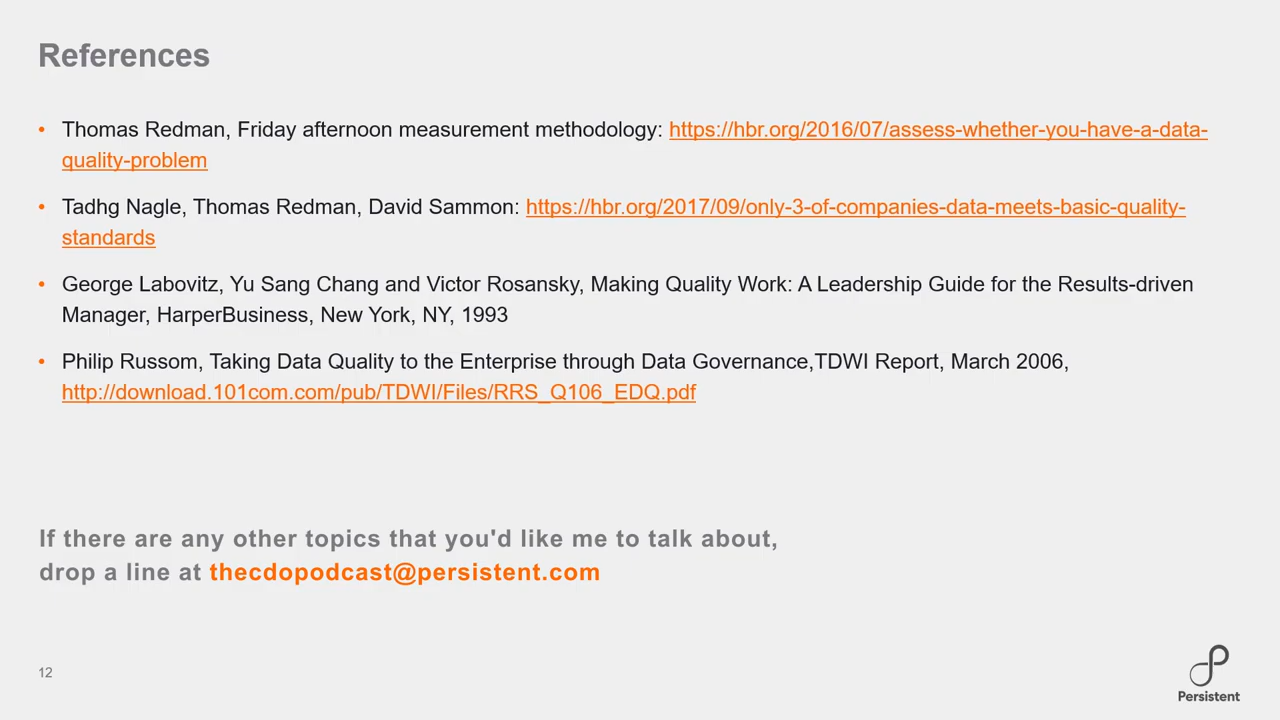 References
• Thomas Redman, Friday afternoon measurement methodology: https://hbr.org/2016/07/assess-whether-you-have-a-data-
quality-problem
• Tadhg Nagle, Thomas Redman, David Sammon: https://hbr.org/2017/09/only-3-of-companies-data-meets-basic-quality-
standards
• George Labovitz, Yu Sang Chang and Victor Rosansky, Making Quality Work: A Leadership Guide for the Results-driven
Manager, HarperBusiness, New York, NY, 1993
• Philip Russom, Taking Data Quality to the Enterprise through Data Governance,TDWI Report, March 2006,
http://download.101com.com/pub/TDWI/Files/RRS_Q106_EDQ.pdf
If there are any other topics that you'd like me to talk about,
drop a line at thecdopodcast@persistent.com
12
Persistent